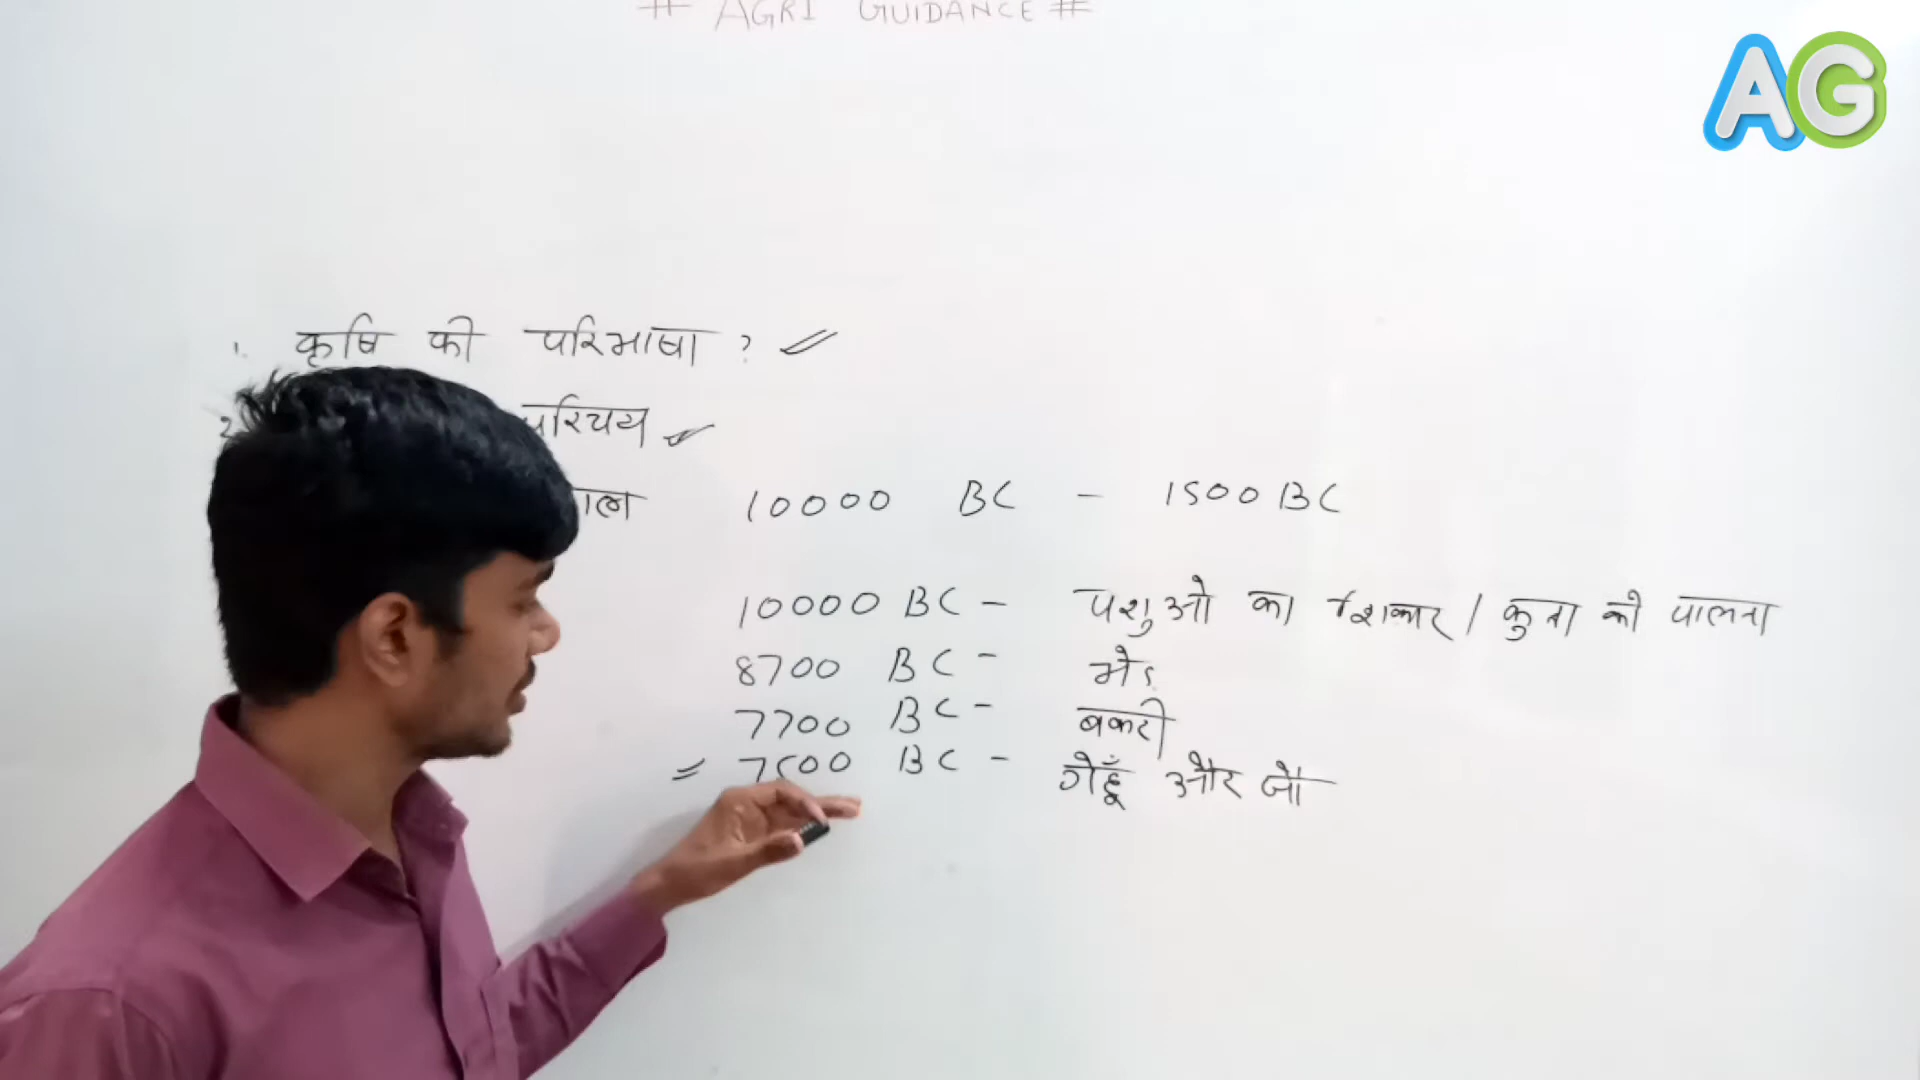 # AGRI GUIDANCE #
AG
1. कृषि की परिभाषा ?
2. परिचय
10000 BC - 1500 BC
10000 BC - पशुओ का शिकार / कुता को पालना
8700 BC - भेड
7700 BC - बकरी
= 7500 BC - गेहूँ और जौ